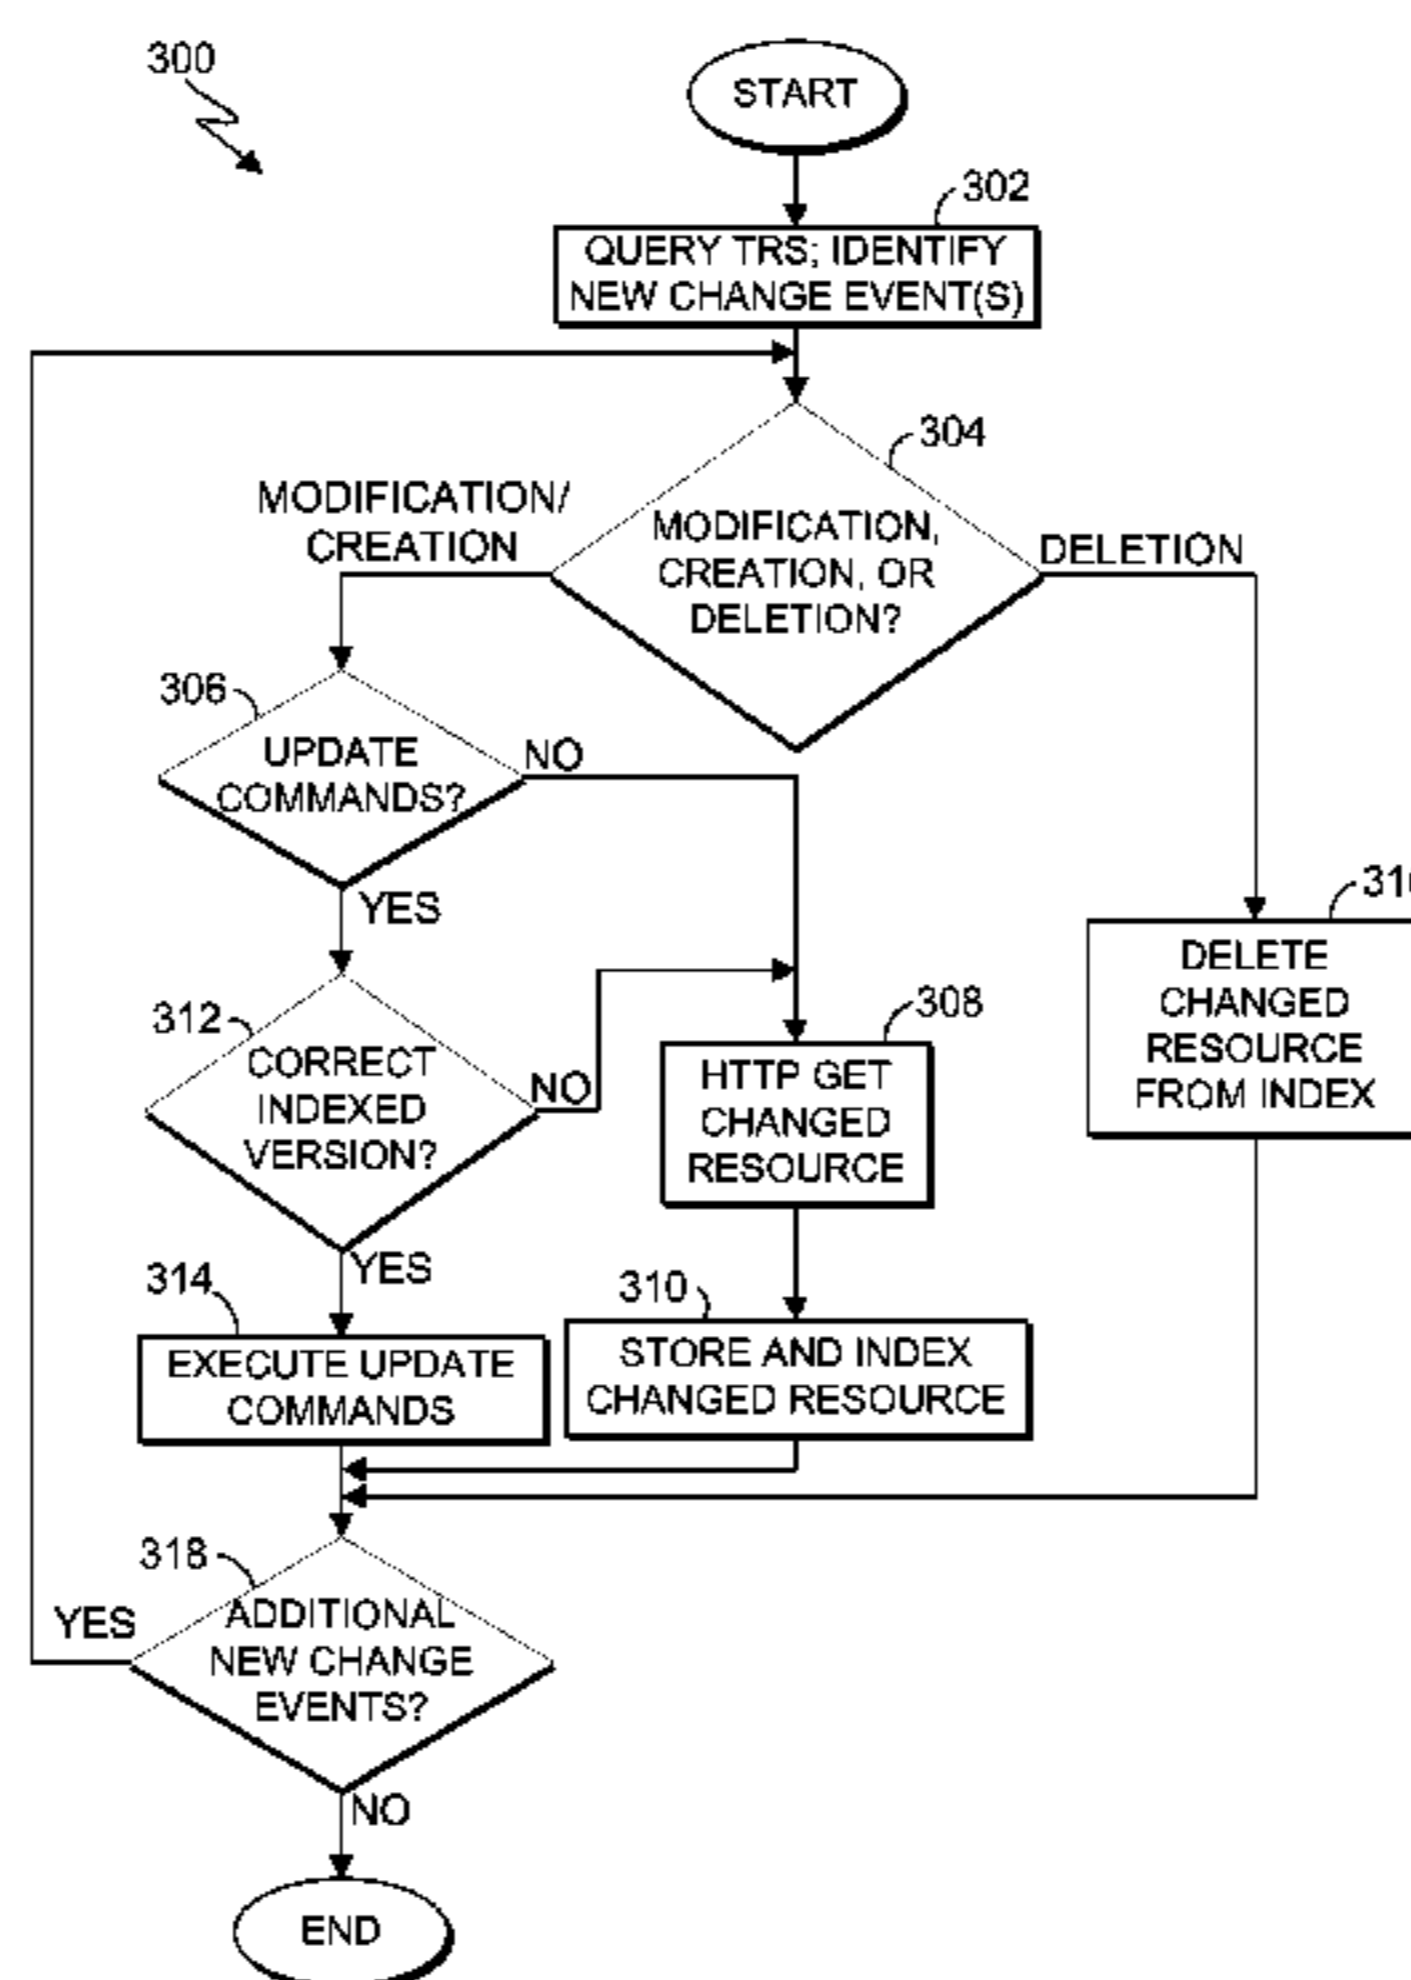 300
START
302
QUERY TRS; IDENTIFY
NEW CHANGE EVENT(S)
304
MODIFICATION/
CREATION
MODIFICATION,
CREATION, OR
DELETION?
DELETION
306
UPDATE
COMMANDS?
NO
YES
312
CORRECT
INDEXED
VERSION?
NO
YES
308
HTTP GET
CHANGED
RESOURCE
DELETE
CHANGED
RESOURCE
FROM INDEX
314
EXECUTE UPDATE
COMMANDS
310
STORE AND INDEX
CHANGED RESOURCE
318
YES
ADDITIONAL
NEW CHANGE
EVENTS?
NO
END